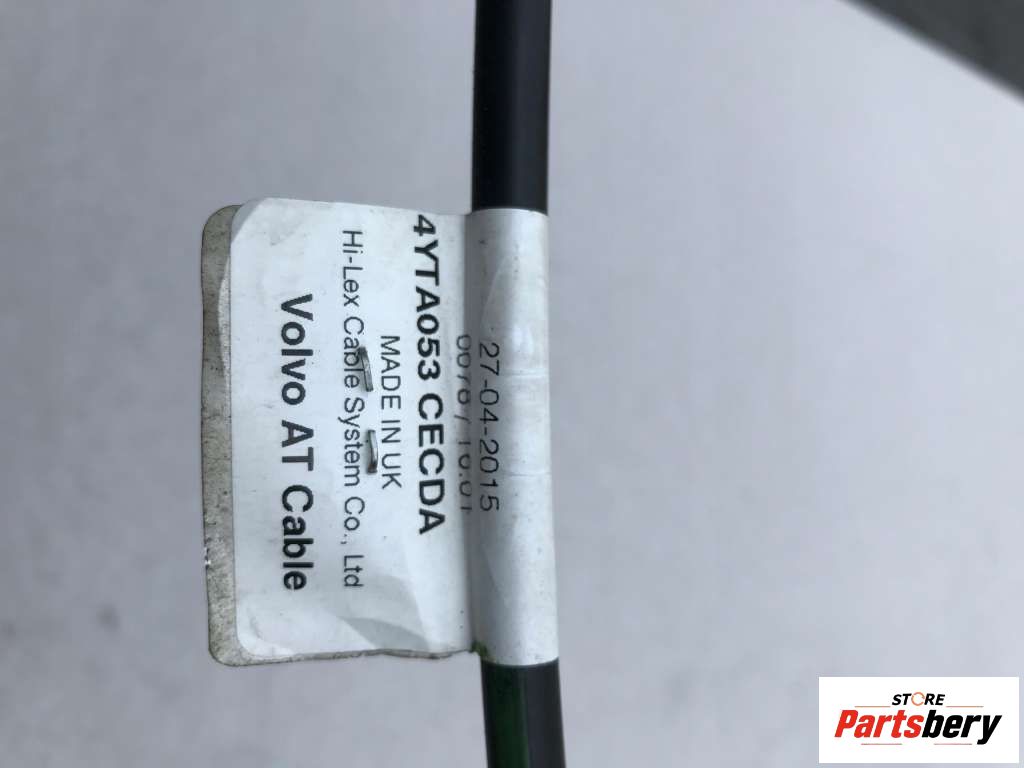 27-04-2015
4YTA053 CECDA
MADE IN UK
Hi-Lex Cable System Co., Ltd
Volvo AT Cable
STORE
Partsbery